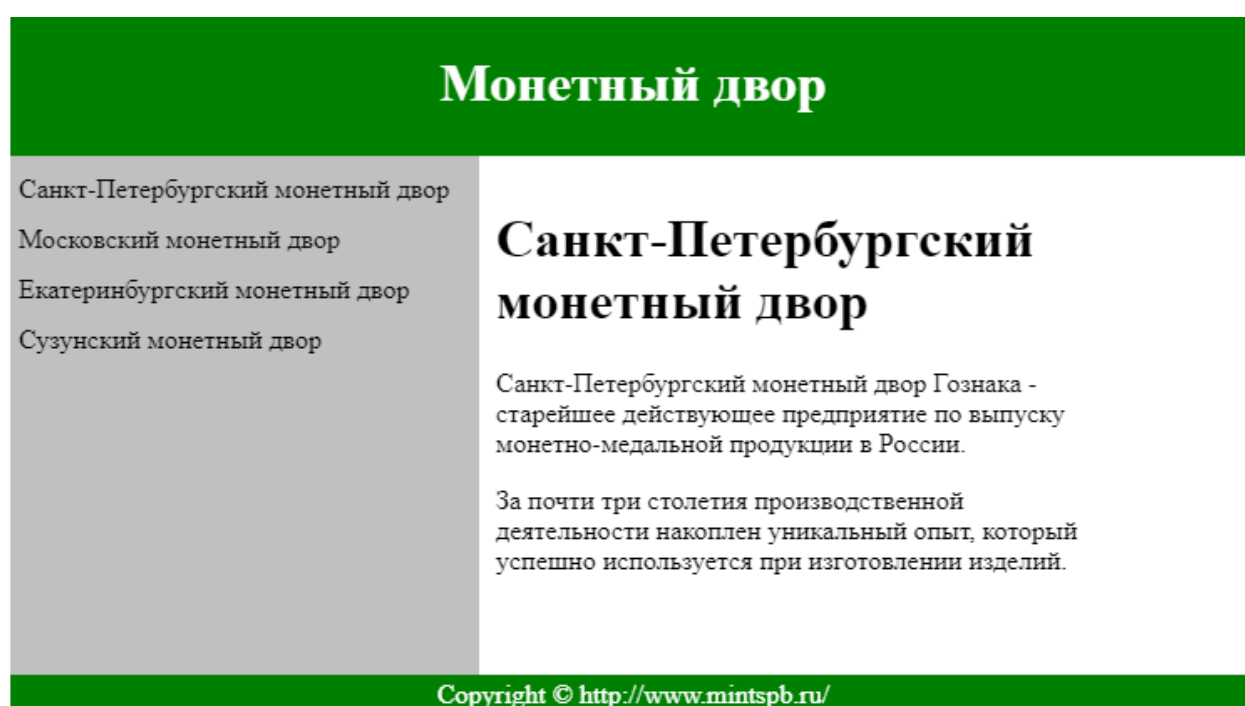 Монетный двор
Санкт-Петербургский монетный двор
Московский монетный двор
Екатеринбургский монетный двор
Сузунский монетный двор
Санкт-Петербургский
монетный двор
Санкт-Петербургский монетный двор Гознака -
старейшее действующее предприятие по выпуску
монетно-медальной продукции в России.
За почти три столетия производственной
деятельности накоплен уникальный опыт, который
успешно используется при изготовлении изделий.
Copyright © http://www.mintspb.ru/